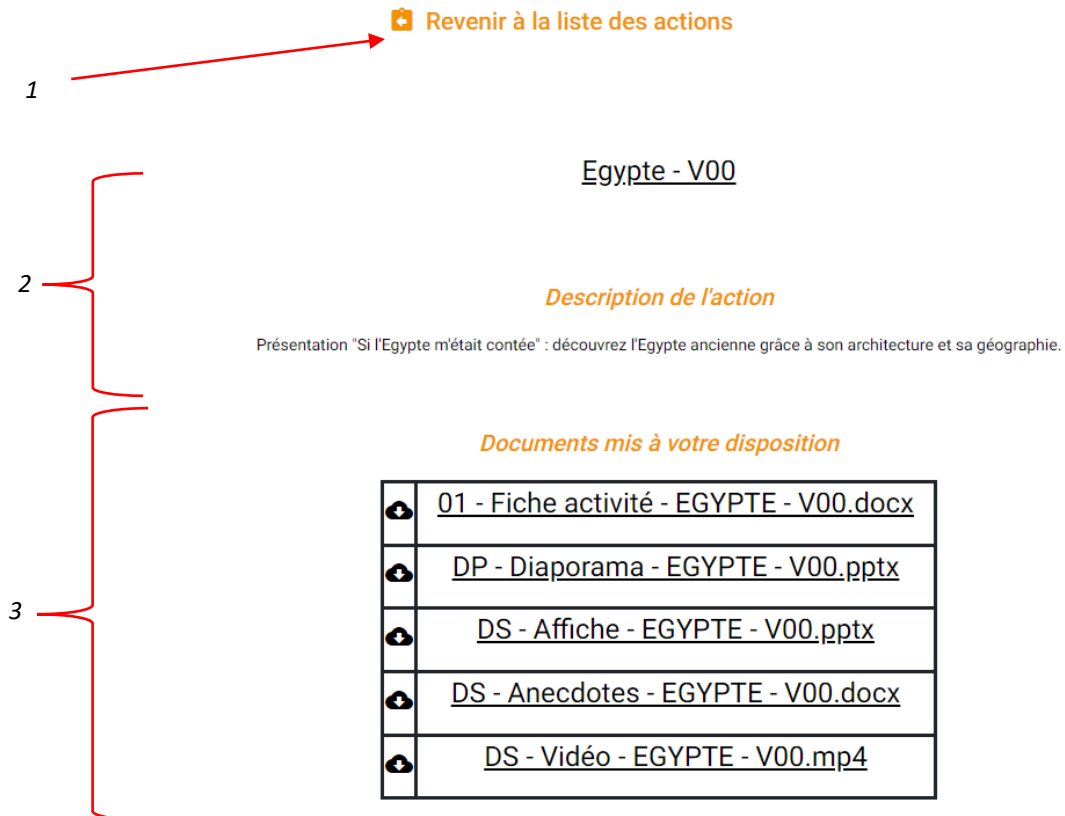 Revenir à la liste des actions
1
Egypte - V00
2
Description de l'action
Présentation "Si l'Egypte m'était contée" : découvrez l'Egypte ancienne grâce à son architecture et sa géographie.
Documents mis à votre disposition
01 - Fiche activité - EGYPTE - V00.docx
DP - Diaporama - EGYPTE - V00.pptx
3
DS - Affiche - EGYPTE - V00.pptx
DS - Anecdotes - EGYPTE - V00.docx
DS - Vidéo - EGYPTE - V00.mp4